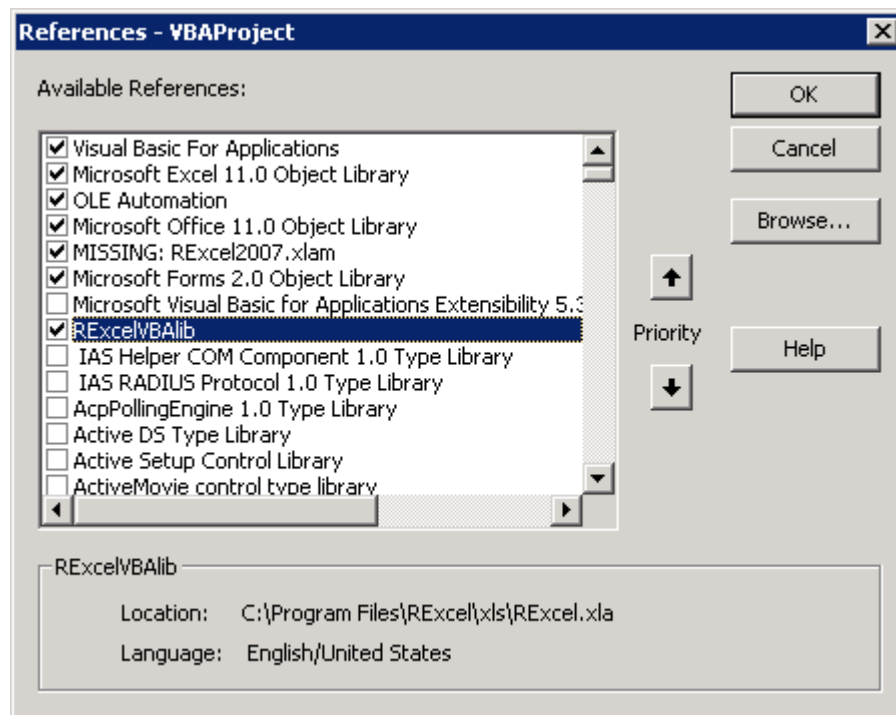 References - VBAProject
Available References:
OK
Cancel
Browse...
Help
Visual Basic For Applications
Microsoft Excel 11.0 Object Library
OLE Automation
Microsoft Office 11.0 Object Library
MISSING: RExcel2007.xlam
Microsoft Forms 2.0 Object Library
Microsoft Visual Basic for Applications Extensibility 5.3
RExcelVBAlib
IAS Helper COM Component 1.0 Type Library
IAS RADIUS Protocol 1.0 Type Library
AcpPollingEngine 1.0 Type Library
Active DS Type Library
Active Setup Control Library
ActiveMovie control type library
Priority
RExcelVBAlib
Location: C:\Program Files\RExcel\xls\RExcel.xla
Language: English/United States